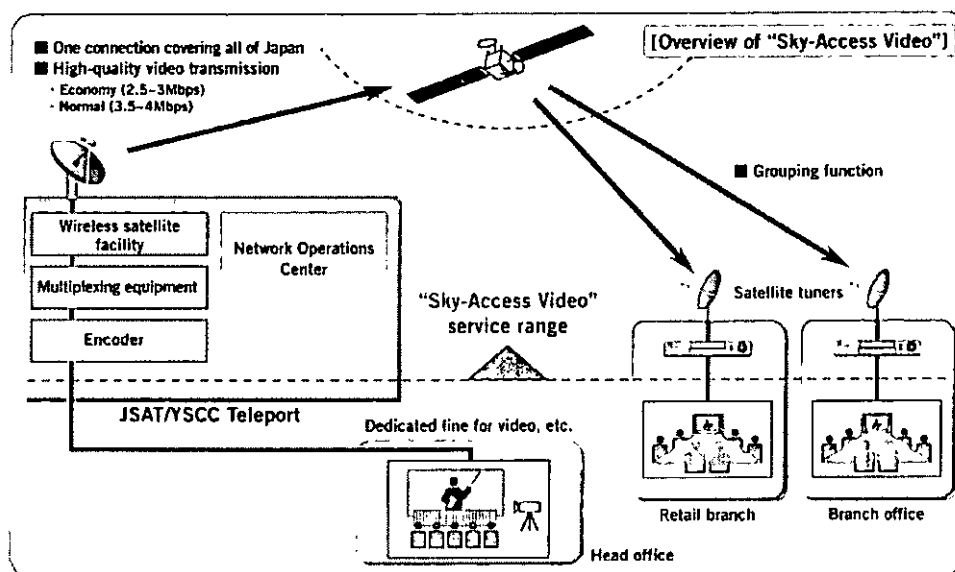 ■ One connection covering all of Japan
■ High-quality video transmission
· Economy (2.5–3Mbps)
· Normal (3.5–4Mbps)
[Overview of “Sky-Access Video”]
■ Grouping function
Wireless satellite
facility
Multiplexing equipment
Encoder
Network Operations
Center
“Sky-Access Video”
service range
Satellite tuners
JSAT/YSCC Teleport
Dedicated line for video, etc.
Head office
Retail branch
Branch office